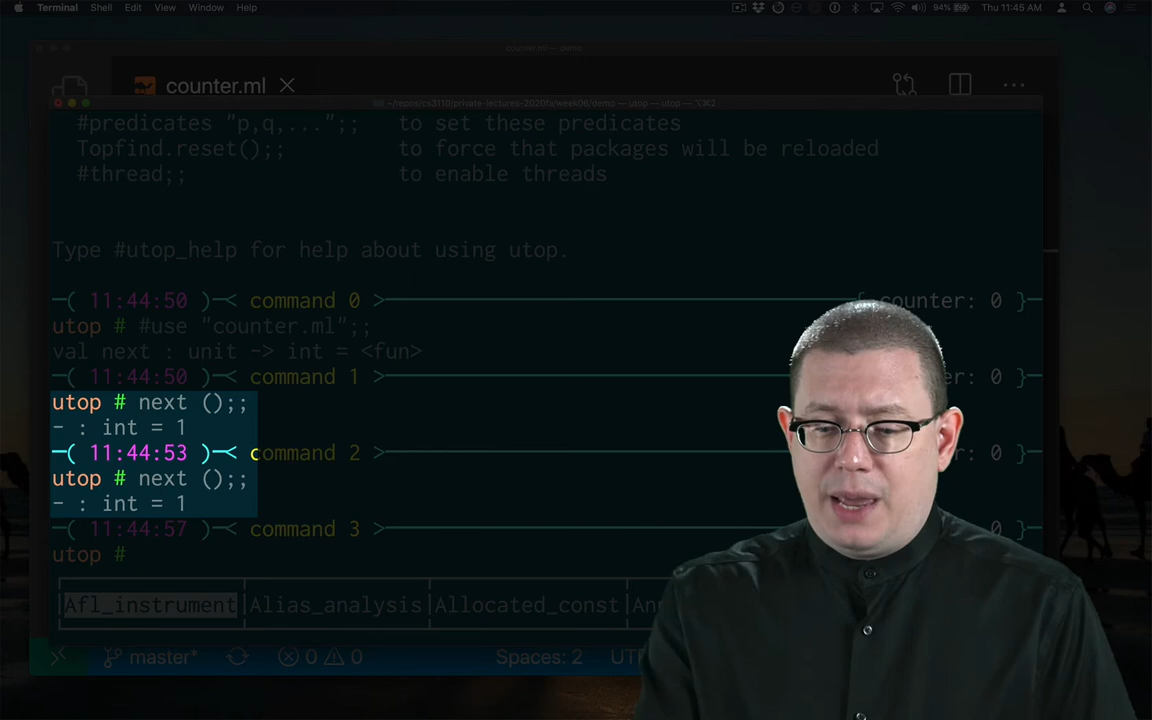 Terminal Shell Edit View Window Help 94% Thu 11:45 AM
counter.ml — demo
counter.ml
~/repos/cs3110/private-lectures-2020fa/week06/demo — utop — utop — ⌥⌘2
#predicates "p,q,...";; to set these predicates
Topfind.reset();; to force that packages will be reloaded
#thread;; to enable threads
Type #utop_help for help about using utop.
─( 11:44:50 )─< command 0 >──{ counter: 0 }─
utop # #use "counter.ml";;
val next : unit -> int = <fun>
─( 11:44:50 )─< command 1 >── 0 }─
utop # next ();;
- : int = 1
─( 11:44:53 )─< command 2 >── 0 }─
utop # next ();;
- : int = 1
─( 11:44:57 )─< command 3 >── 0 }─
utop #
Afl_instrument|Alias_analysis|Allocated_const
master* 0 0 Spaces: 2